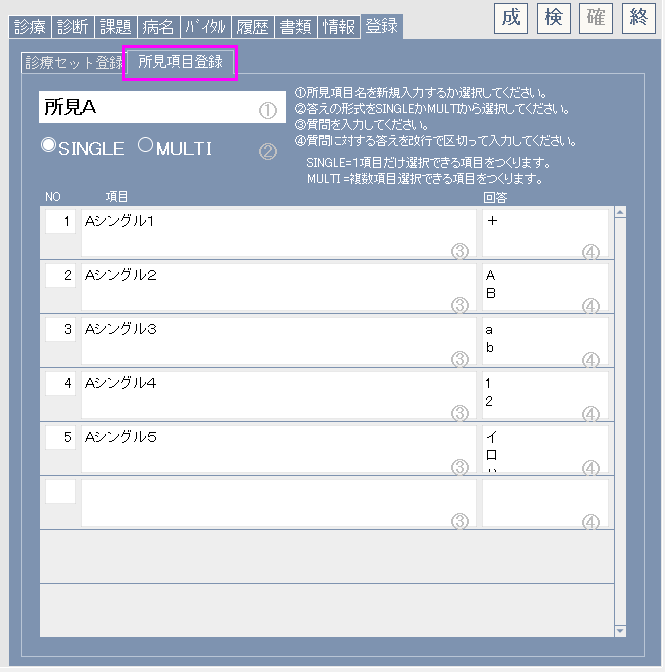 診療 診断 課題 病名 ﾊﾞｲﾀﾙ 履歴 書類 情報 登録 成 検 確 終
診療セット登録 所見項目登録
所見A ①
①所見項目名を新規入力するか選択してください。
②答えの形式をSINGLEかMULTIから選択してください。
③質問を入力してください。
④質問に対する答えを改行で区切って入力してください。
SINGLE=1項目だけ選択できる項目をつくります。
MULTI =複数項目選択できる項目をつくります。
SINGLE MULTI ②
NO 項目 回答
1 Aシングル1 ③ + ④
2 Aシングル2 ③ A
B ④
3 Aシングル3 ③ a
b ④
4 Aシングル4 ③ 1
2 ④
5 Aシングル5 ③ イ
ロ ④
③ ④